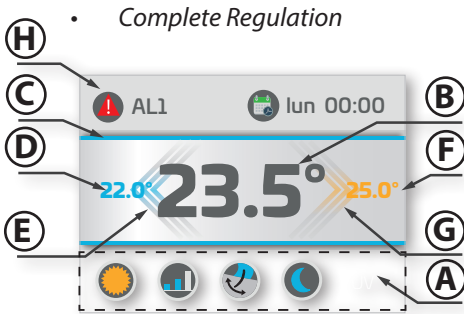 • Complete Regulation
H
C
D
E
B
F
G
A
AL1
lun 00:00
22.0°
23.5°
25.0°